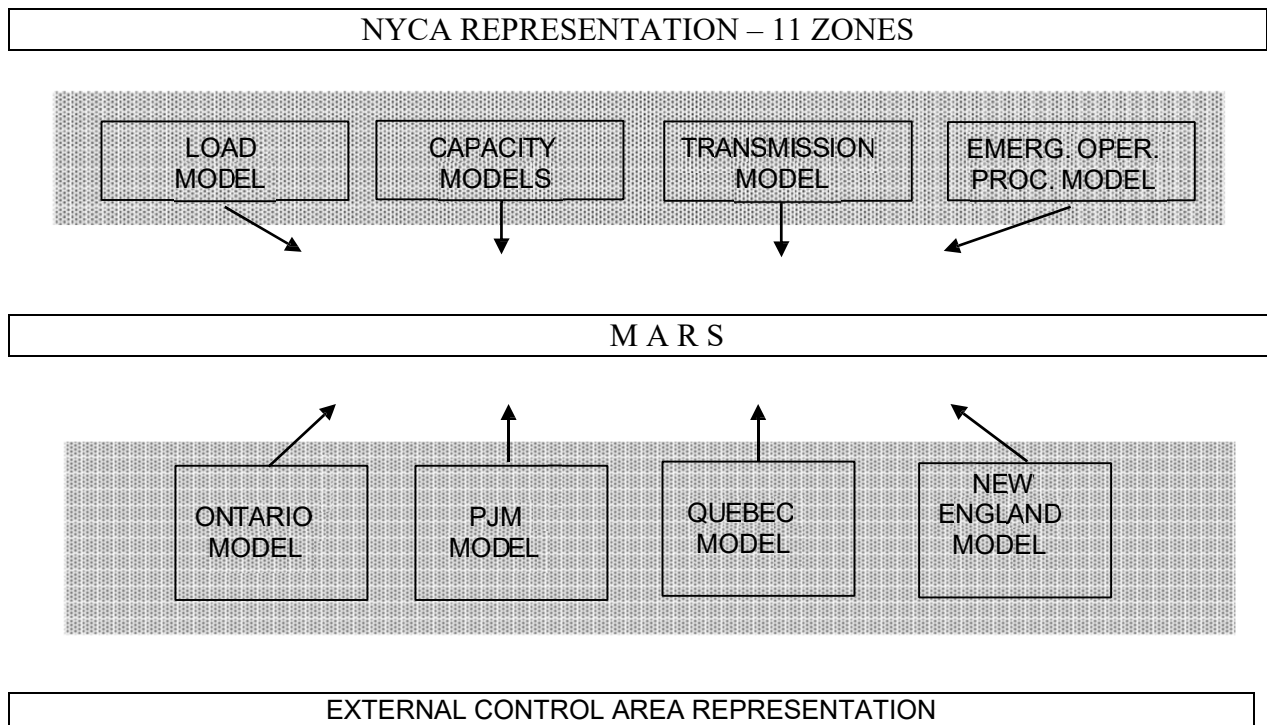 NYCA REPRESENTATION – 11 ZONES
LOAD
MODEL
CAPACITY
MODELS
TRANSMISSION
MODEL
EMERG. OPER.
PROC. MODEL
M A R S
ONTARIO
MODEL
PJM
MODEL
QUEBEC
MODEL
NEW
ENGLAND
MODEL
EXTERNAL CONTROL AREA REPRESENTATION